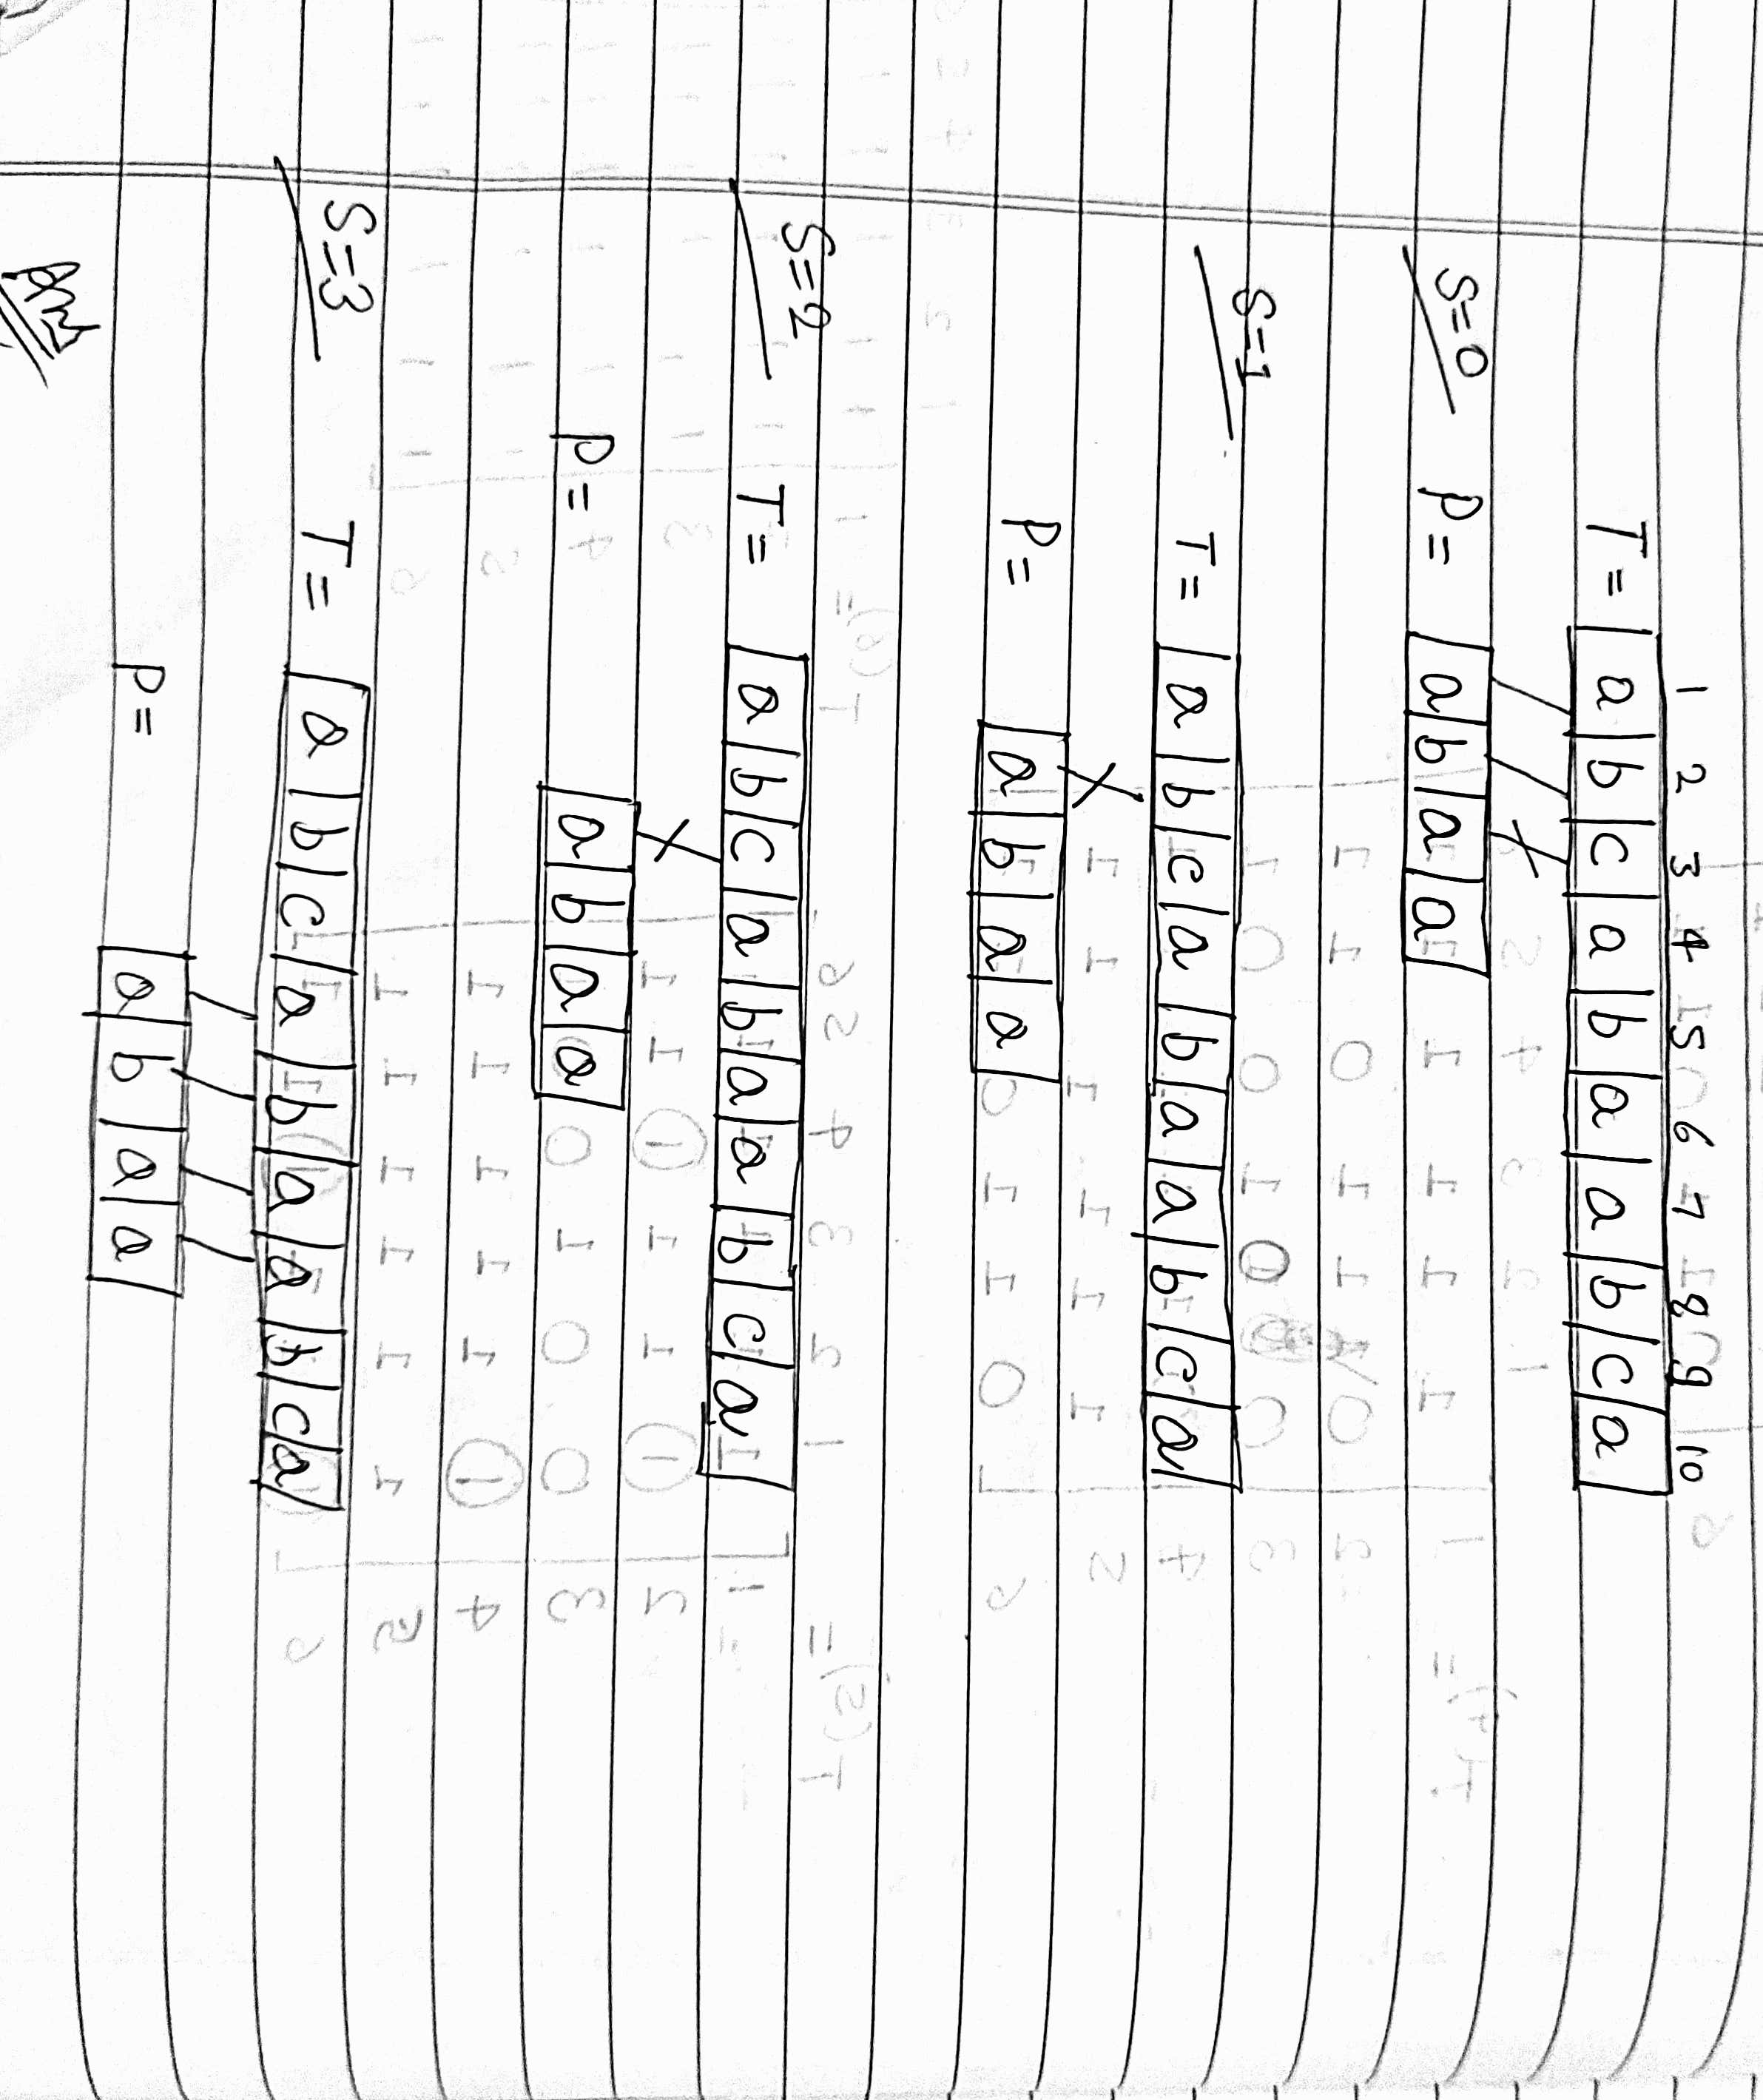 1 2 3 4 5 6 7 8 9 10
T = a b c a b a a b c a
S=0 P = a b a a
S=1 T = a b c a b a a b c a
P = a b a a
S=2 T = a b c a b a a b c a
P = a b a a
S=3 T = a b c a b a a b c a
P = a b a a